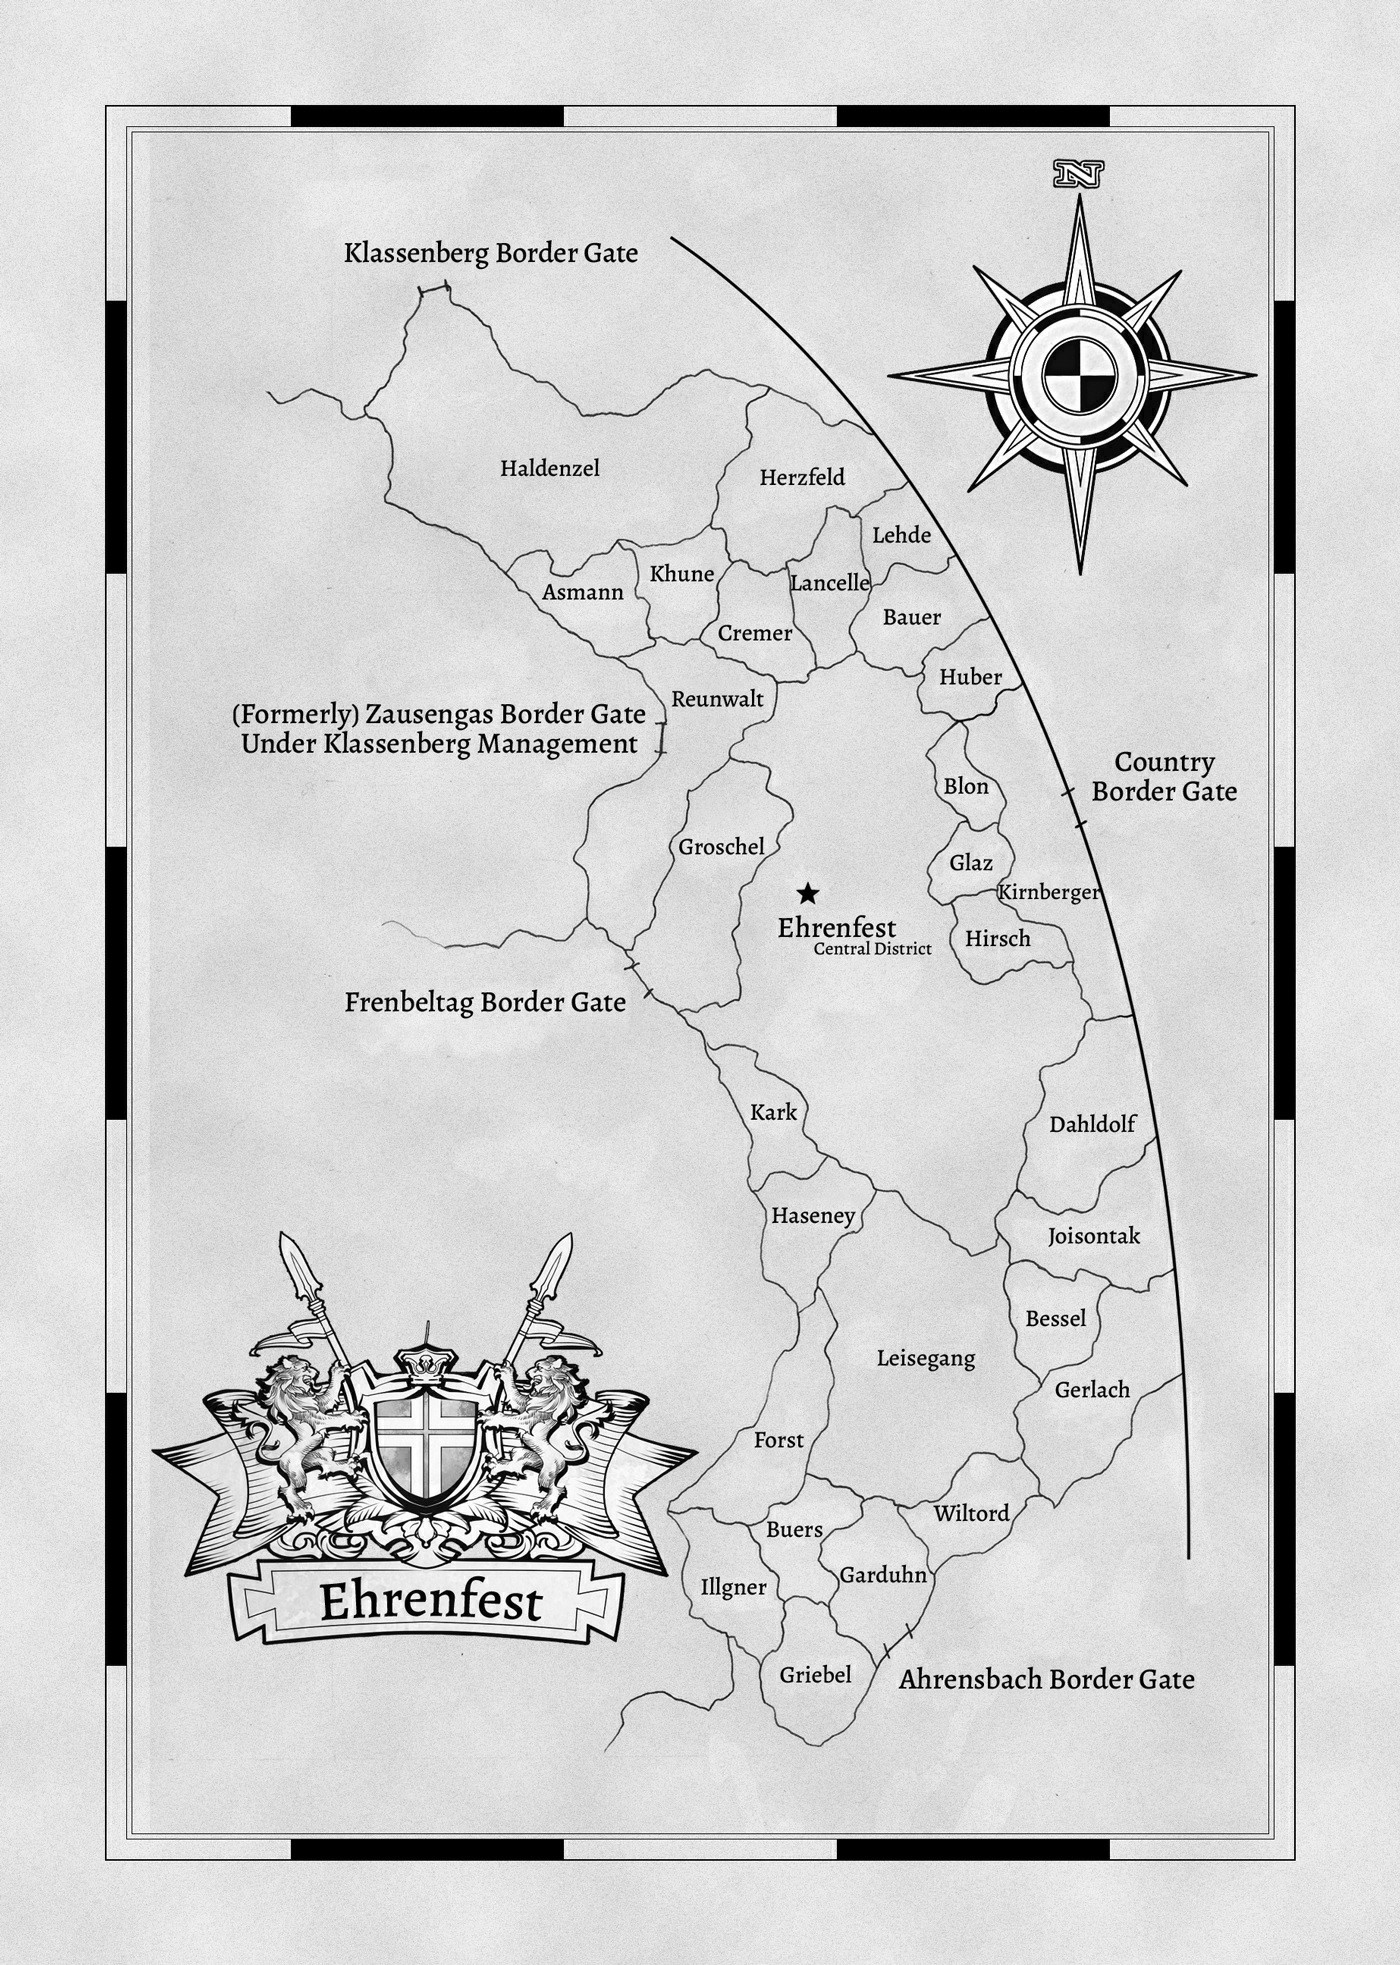 N
Klassenberg Border Gate
Haldenzel
Herzfeld
Lehde
Khune
Lancelle
Asmann
Bauer
Cremer
Huber
Reunwalt
(Formerly) Zausengas Border Gate
Under Klassenberg Management
Country
Border Gate
Blon
Groschel
Glaz
Kirnberger
Ehrenfest
Central District
Hirsch
Frenbeltag Border Gate
Kark
Dahldolf
Haseney
Joisontak
Bessel
Leisegang
Gerlach
Forst
Wiltord
Buers
Garduhn
Illgner
Ehrenfest
Griebel
Ahrensbach Border Gate